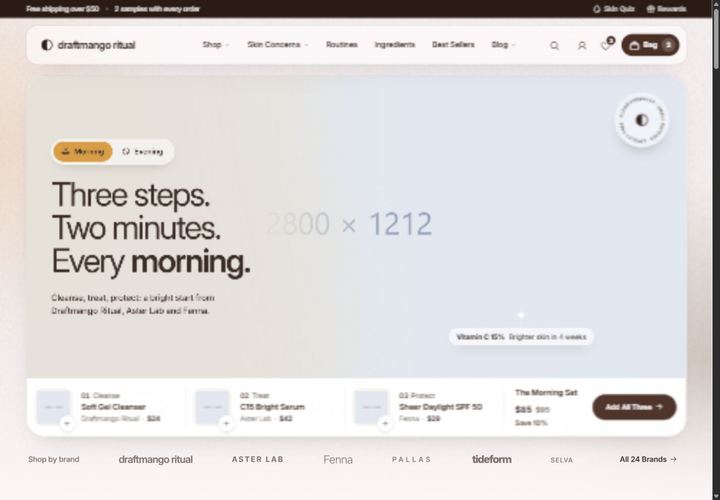 Free shipping over $50 • 2 samples with every order
Skin Quiz Rewards
draftmango ritual
Shop Skin Concerns Routines Ingredients Best Sellers Blog
Bag 2
Morning Evening
Three steps.
Two minutes.
Every morning.
2800 × 1212
Cleanse, treat, protect: a bright start from
Draftmango Ritual, Aster Lab and Fenna.
Vitamin C 15% Brighter skin in 4 weeks
01 Cleanse
Soft Gel Cleanser
Draftmango Ritual · $24
02 Treat
C15 Bright Serum
Aster Lab · $42
03 Protect
Sheer Daylight SPF 50
Fenna · $29
The Morning Set
$85 $95
Save 10%
Add All Three →
Shop by brand draftmango ritual ASTER LAB Fenna PALLAS tideform SELVA All 24 Brands →